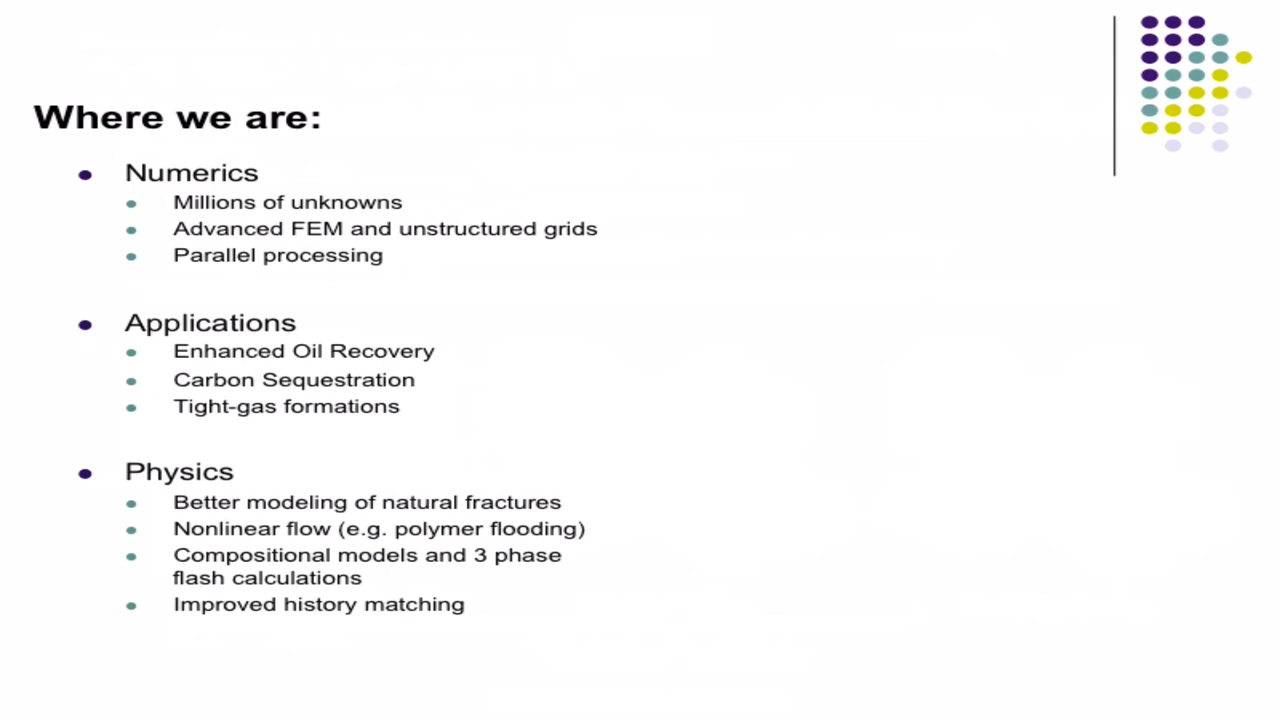 Where we are:
Numerics
Millions of unknowns
Advanced FEM and unstructured grids
Parallel processing
Applications
Enhanced Oil Recovery
Carbon Sequestration
Tight-gas formations
Physics
Better modeling of natural fractures
Nonlinear flow (e.g. polymer flooding)
Compositional models and 3 phase
flash calculations
Improved history matching